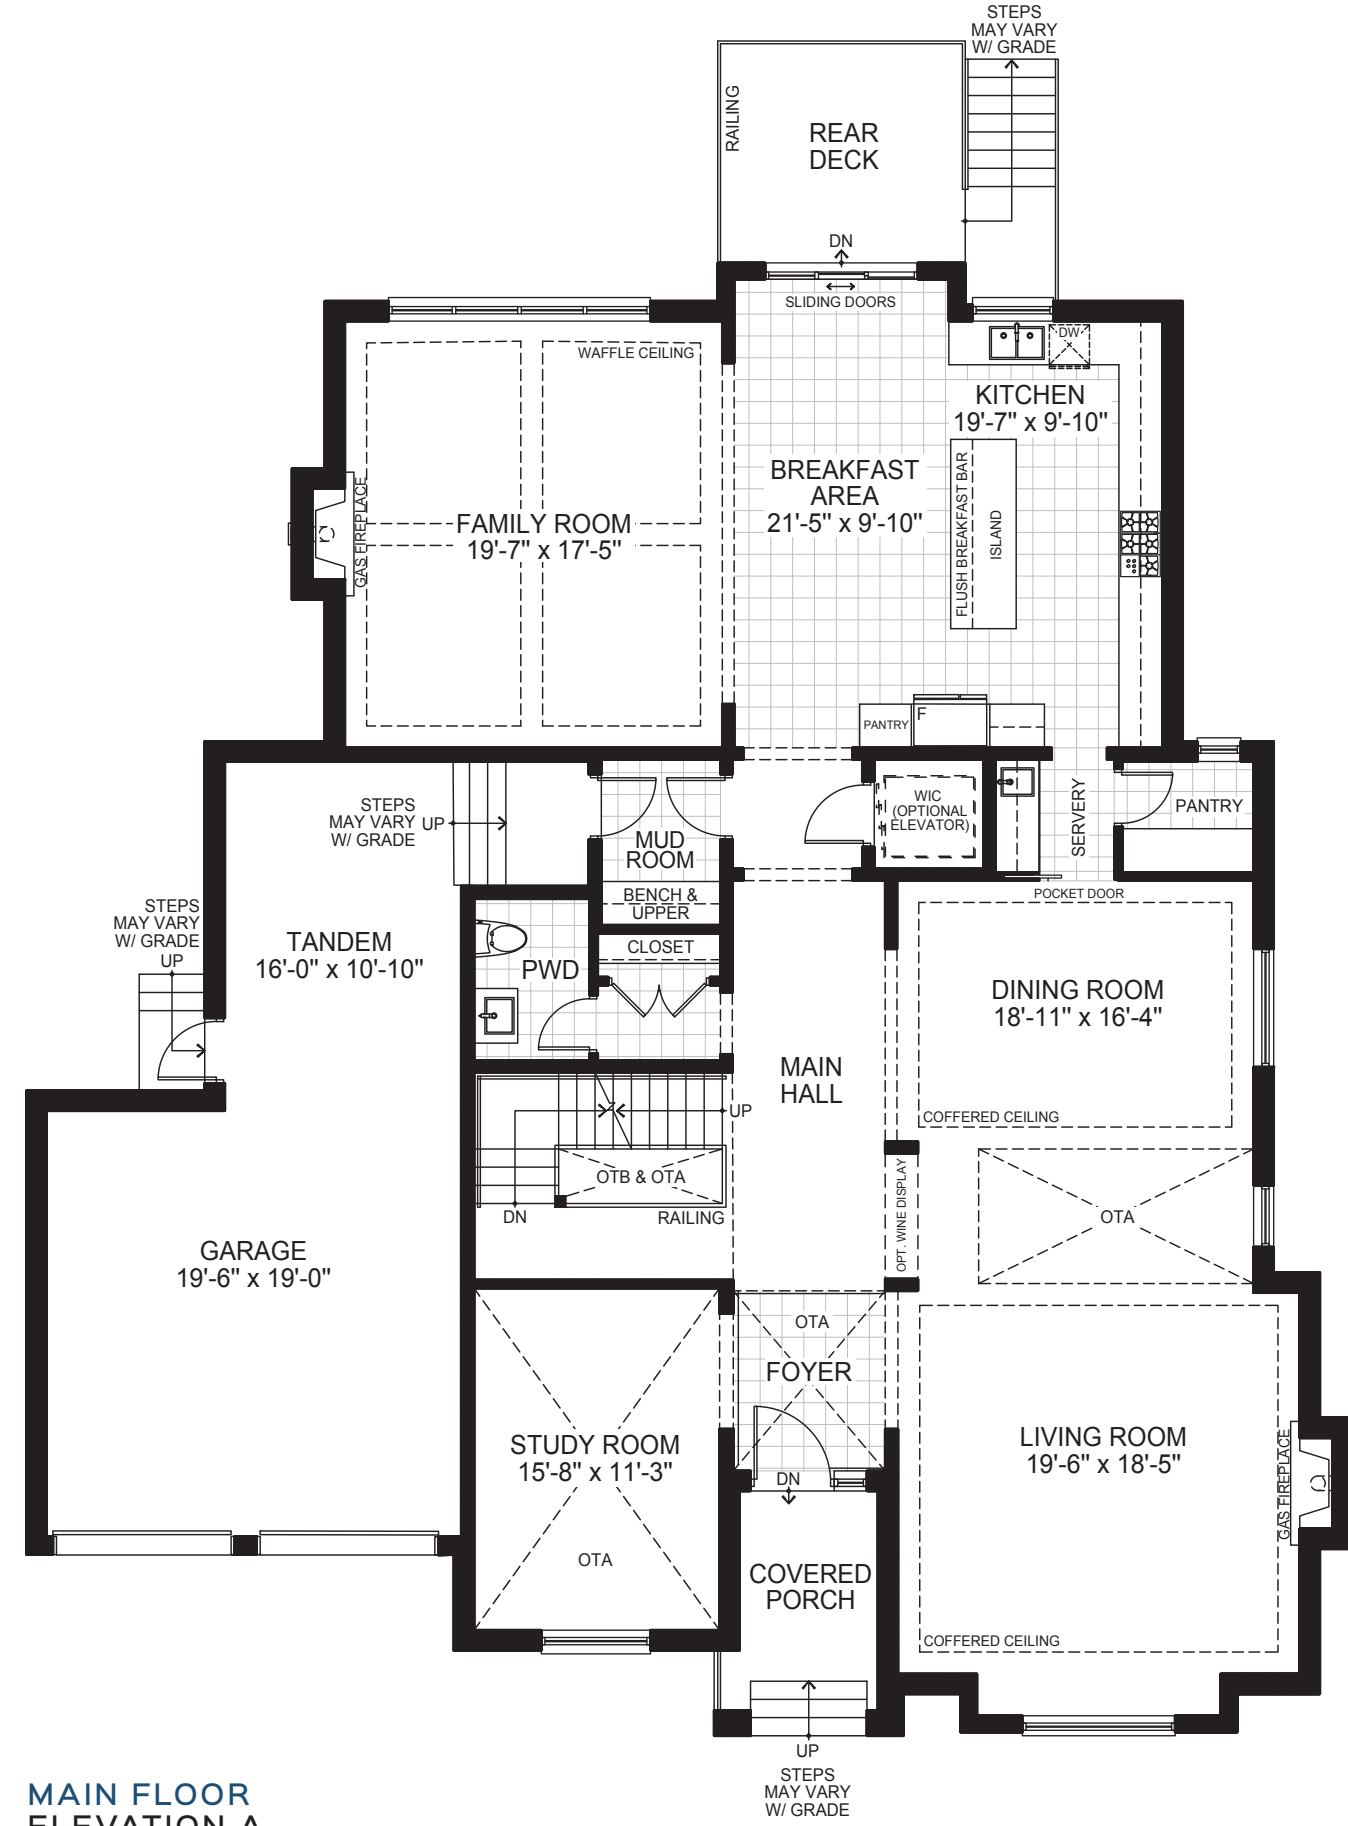 STEPS
MAY VARY
W/ GRADE
RAILING
REAR
DECK
DN
SLIDING DOORS
WAFFLE CEILING
DW
KITCHEN
19'-7" x 9'-10"
BREAKFAST
AREA
21'-5" x 9'-10"
FLUSH BREAKFAST BAR
ISLAND
GAS FIREPLACE
FAMILY ROOM
19'-7" x 17'-5"
PANTRY
F
STEPS
MAY VARY
W/ GRADE
UP
MUD
ROOM
BENCH &
UPPER
WIC
(OPTIONAL
ELEVATOR)
SERVERY
PANTRY
POCKET DOOR
STEPS
MAY VARY
W/ GRADE
UP
TANDEM
16'-0" x 10'-10"
CLOSET
PWD
DINING ROOM
18'-11" x 16'-4"
COFFERED CEILING
MAIN
HALL
UP
OTB & OTA
DN
RAILING
OPT. WINE DISPLAY
OTA
GARAGE
19'-6" x 19'-0"
OTA
FOYER
STUDY ROOM
15'-8" x 11'-3"
OTA
DN
LIVING ROOM
19'-6" x 18'-5"
GAS FIREPLACE
COVERED
PORCH
COFFERED CEILING
UP
STEPS
MAY VARY
W/ GRADE
MAIN FLOOR
ELEVATION A